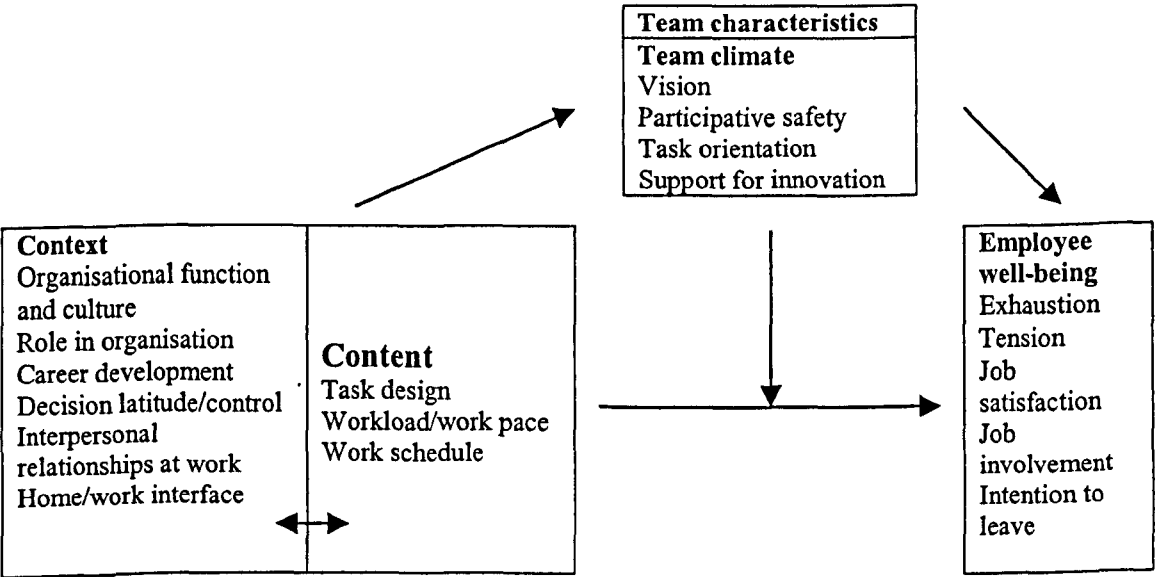 Team characteristics
Team climate
Vision
Participative safety
Task orientation
Support for innovation
Context
Organisational function
and culture
Role in organisation
Career development
Decision latitude/control
Interpersonal
relationships at work
Home/work interface
Content
Task design
Workload/work pace
Work schedule
Employee
well-being
Exhaustion
Tension
Job
satisfaction
Job
involvement
Intention to
leave